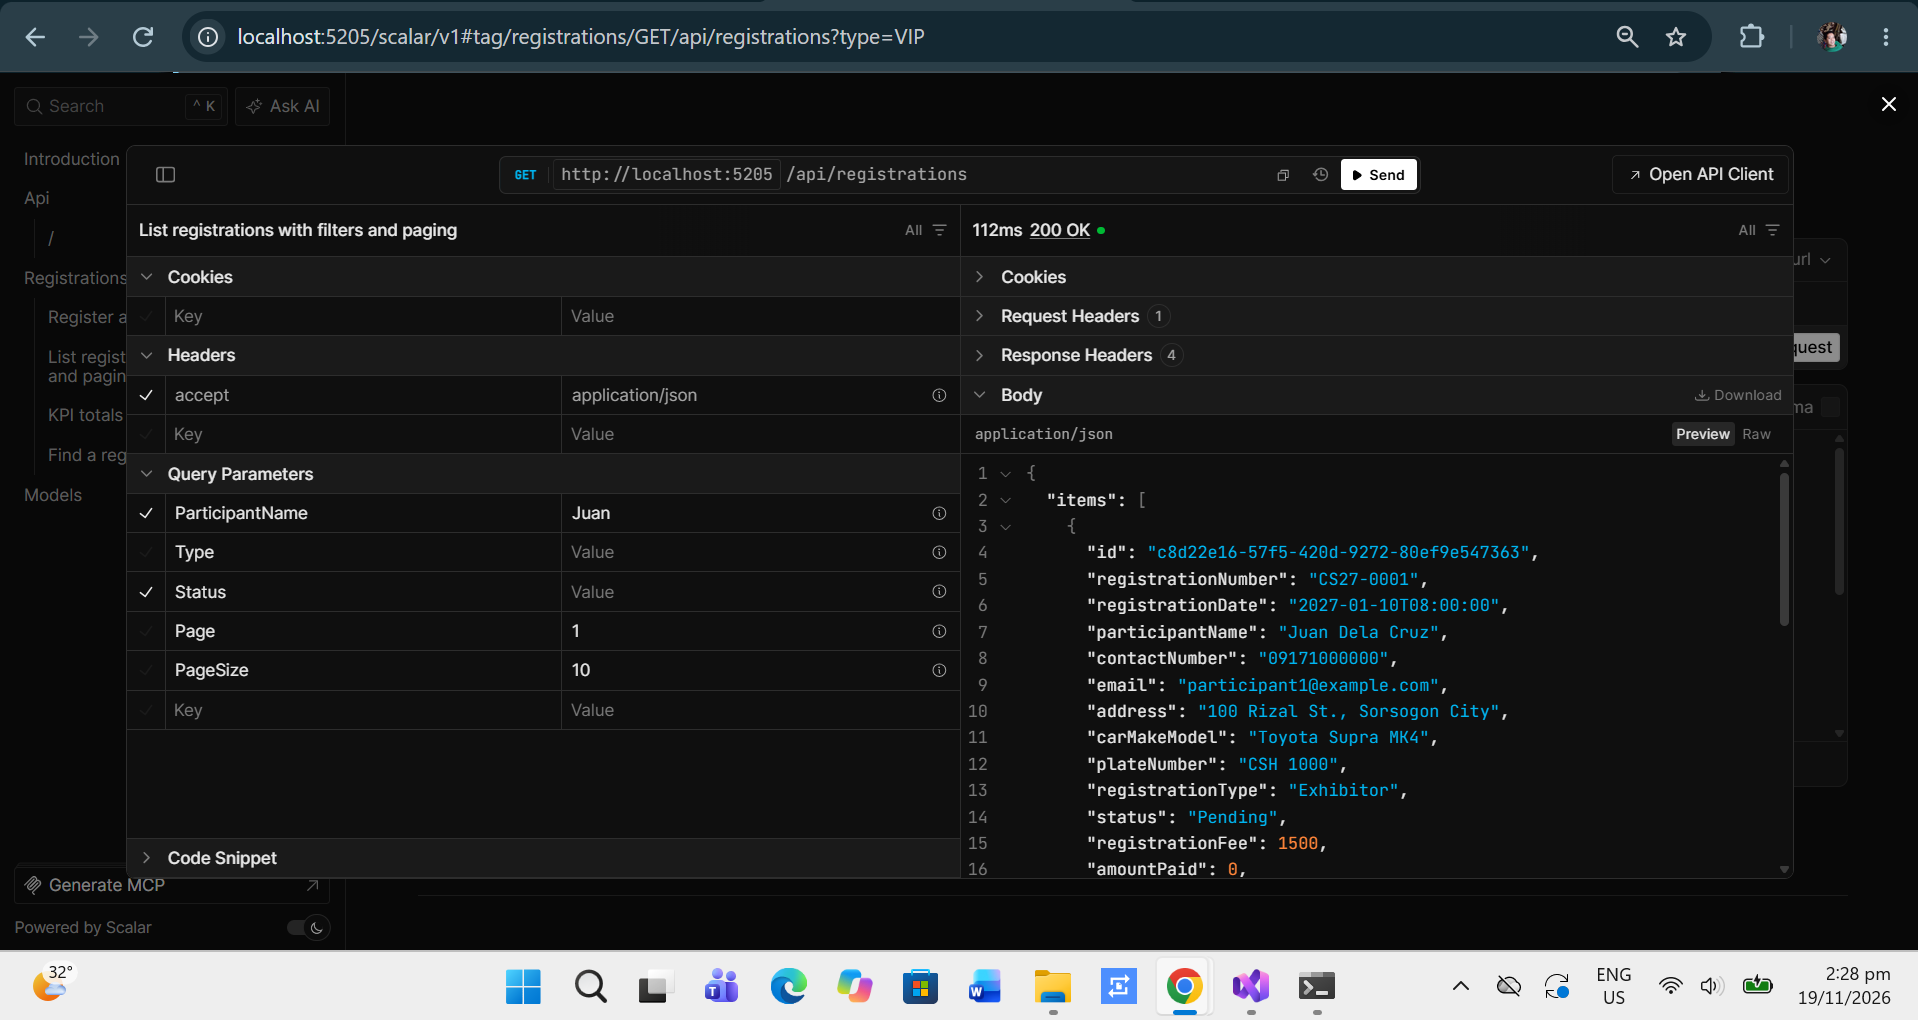 localhost:5205/scalar/v1#tag/registrations/GET/api/registrations?type=VIP
Search
^ K
Ask AI
Introduction
Api
/
Registrations
Register a
List regist
and pagin
KPI totals
Find a reg
Models
Generate MCP
Powered by Scalar
GET
http://localhost:5205
/api/registrations
Send
Open API Client
List registrations with filters and paging
All
Cookies
Key
Value
Headers
accept
application/json
Key
Value
Query Parameters
ParticipantName
Juan
Type
Value
Status
Value
Page
1
PageSize
10
Key
Value
Code Snippet
112ms 200 OK
All
Cookies
Request Headers 1
Response Headers 4
Body
Download
application/json
Preview
Raw
1 {
2 "items": [
3 {
4 "id": "c8d22e16-57f5-420d-9272-80ef9e547363",
5 "registrationNumber": "CS27-0001",
6 "registrationDate": "2027-01-10T08:00:00",
7 "participantName": "Juan Dela Cruz",
8 "contactNumber": "09171000000",
9 "email": "participant1@example.com",
10 "address": "100 Rizal St., Sorsogon City",
11 "carMakeModel": "Toyota Supra MK4",
12 "plateNumber": "CSH 1000",
13 "registrationType": "Exhibitor",
14 "status": "Pending",
15 "registrationFee": 1500,
16 "amountPaid": 0,
url
quest
ma
32°
ENG
US
2:28 pm
19/11/2026